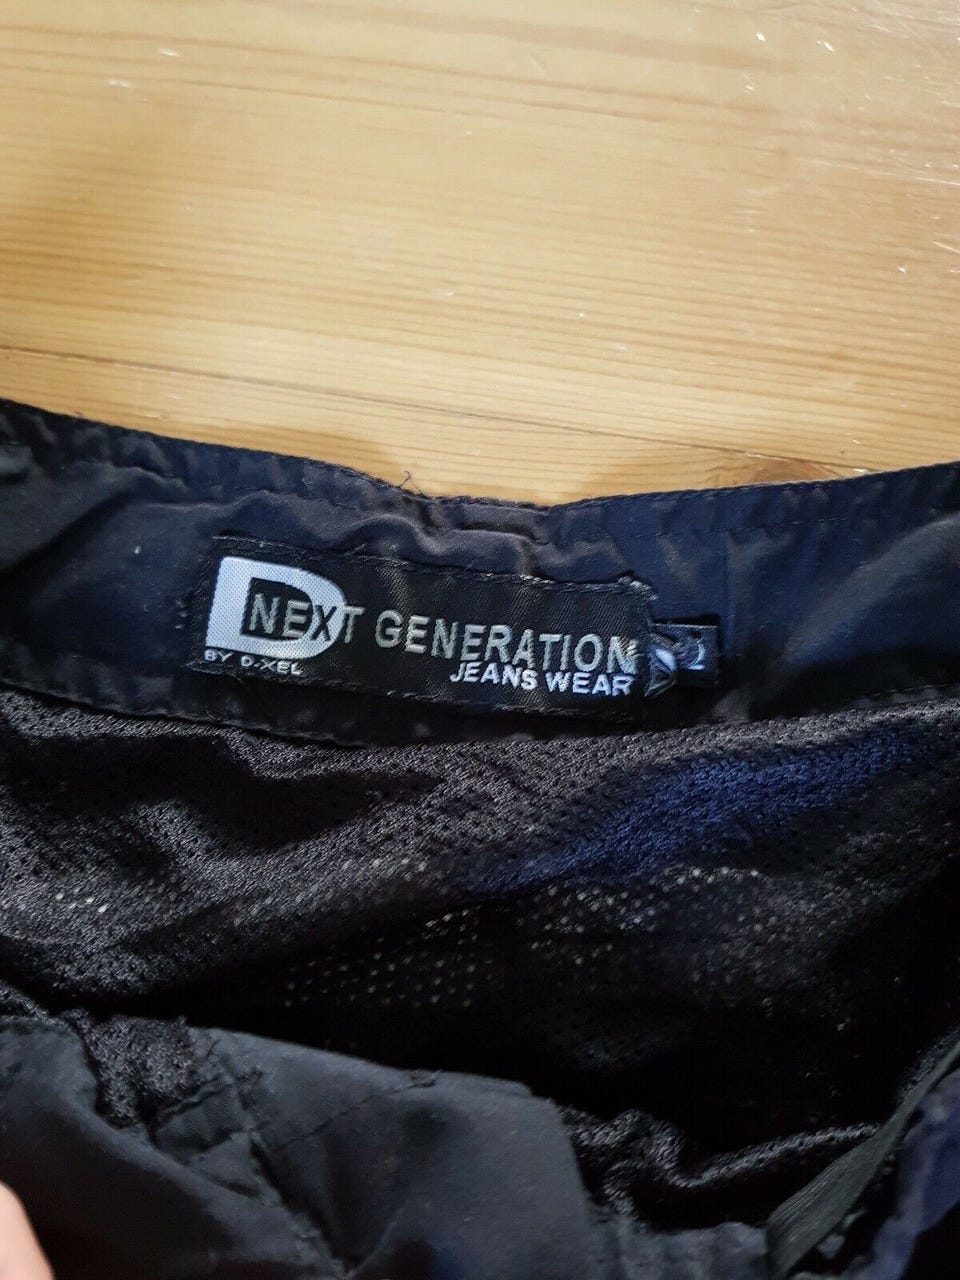 D
NEXT GENERATION
BY D-XEL
JEANS WEAR